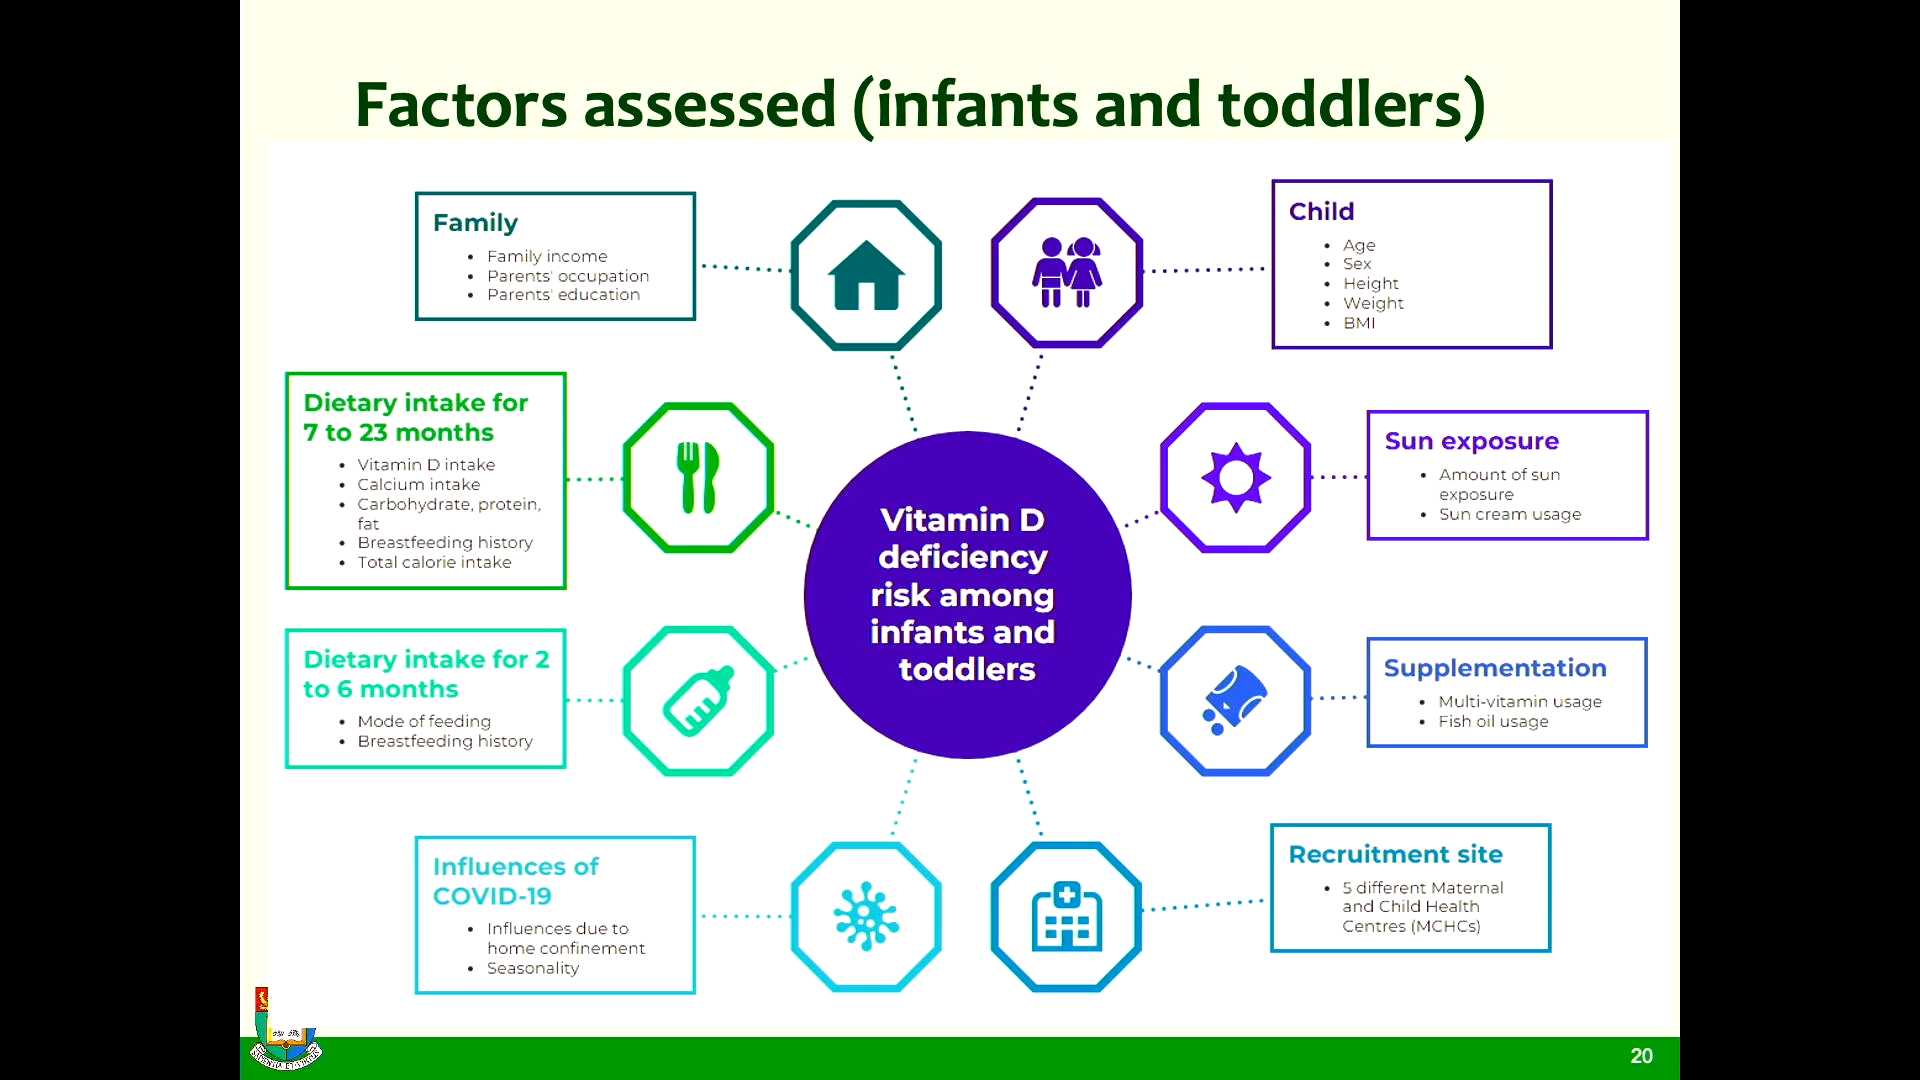 Factors assessed (infants and toddlers)
Family
• Family income
• Parents' occupation
• Parents' education
Child
• Age
• Sex
• Height
• Weight
• BMI
Dietary intake for
7 to 23 months
• Vitamin D intake
• Calcium intake
• Carbohydrate, protein,
fat
• Breastfeeding history
• Total calorie intake
Sun exposure
• Amount of sun
exposure
• Sun cream usage
Vitamin D
deficiency
risk among
infants and
toddlers
Dietary intake for 2
to 6 months
• Mode of feeding
• Breastfeeding history
Supplementation
• Multi-vitamin usage
• Fish oil usage
Influences of
COVID-19
• Influences due to
home confinement
• Seasonality
Recruitment site
• 5 different Maternal
and Child Health
Centres (MCHCs)
20